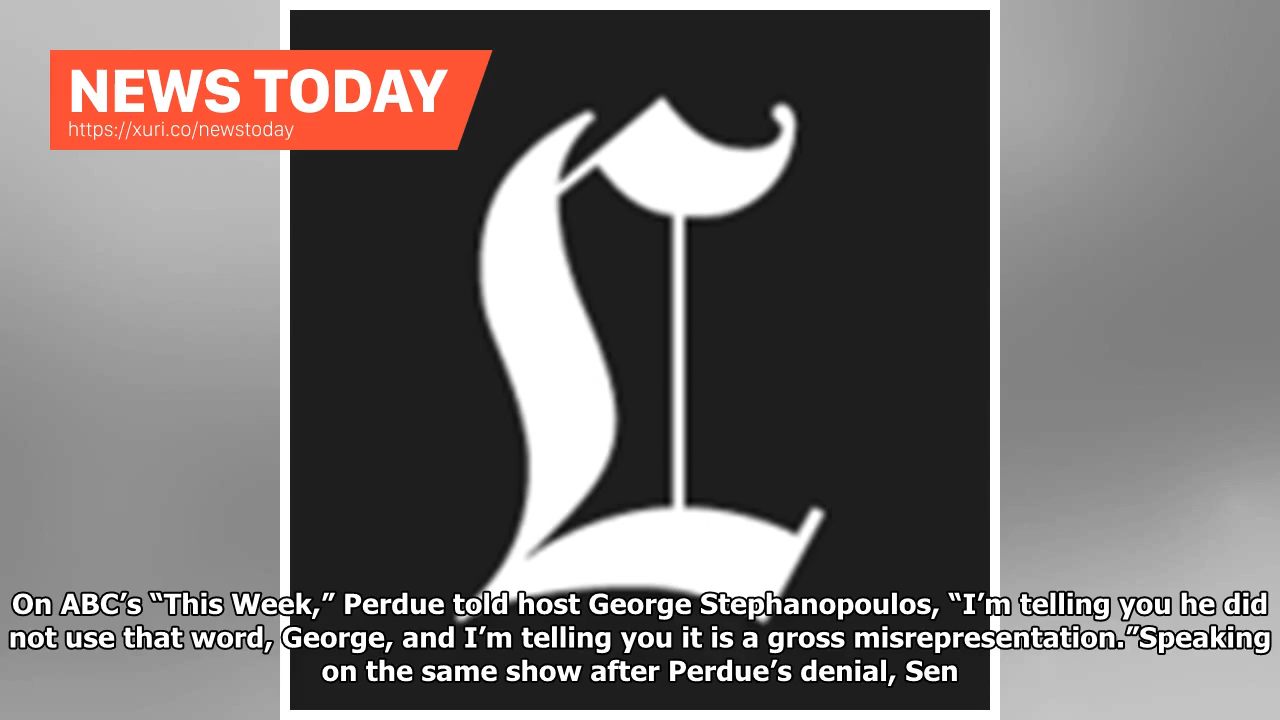 NEWS TODAY
https://xuri.co/newstoday
L
On ABC’s “This Week,” Perdue told host George Stephanopoulos, “I’m telling you he did
not use that word, George, and I’m telling you it is a gross misrepresentation.”Speaking
on the same show after Perdue’s denial, Sen